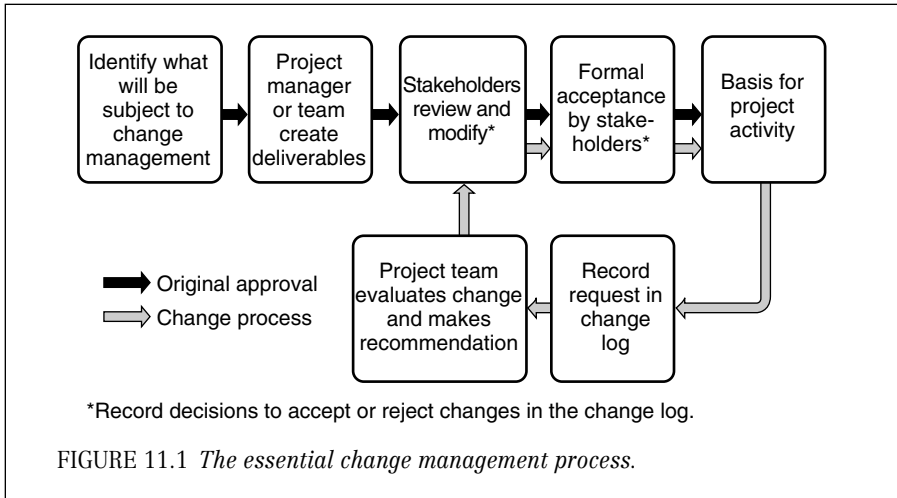 Identify what
will be
subject to
change
management
Project
manager
or team
create
deliverables
Stakeholders
review and
modify*
Formal
acceptance
by stake-
holders*
Basis for
project
activity
Project team
evaluates change
and makes
recommendation
Record
request in
change
log
Original approval
Change process
*Record decisions to accept or reject changes in the change log.
FIGURE 11.1 The essential change management process.